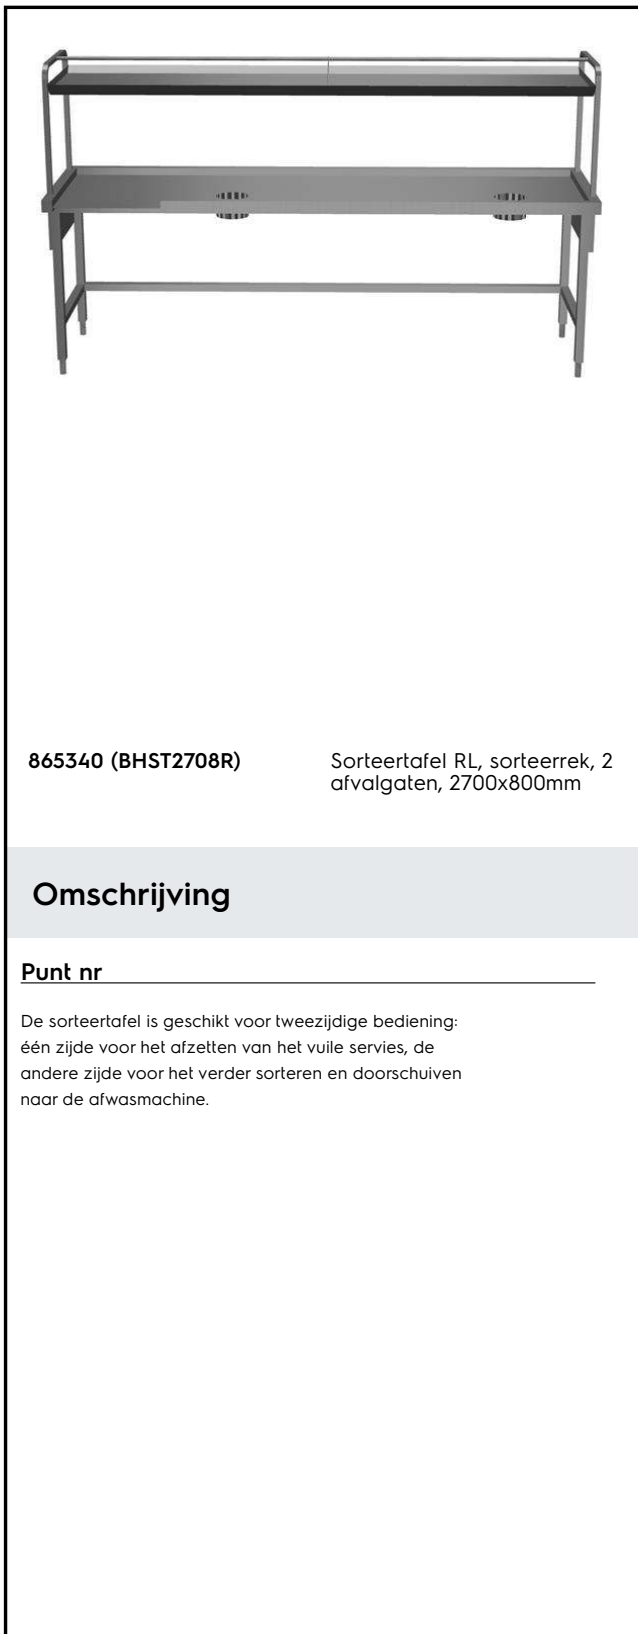 865340 (BHST2708R)
Sorteertafel RL, sorteerrek, 2
afvalgaten, 2700x800mm
Omschrijving
Punt nr
De sorteertafel is geschikt voor tweezijdige bediening:
één zijde voor het afzetten van het vuile servies, de
andere zijde voor het verder sorteren en doorschuiven
naar de afwasmachine.